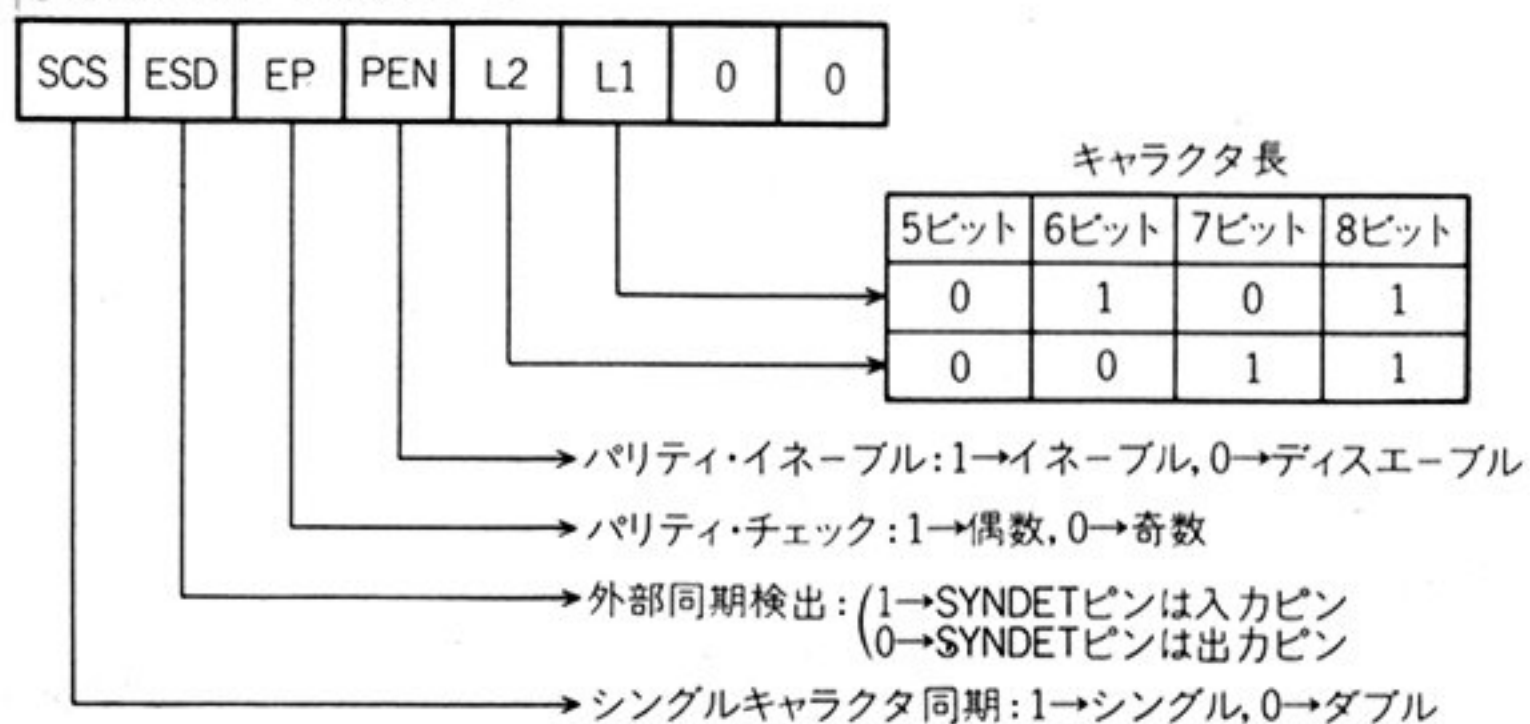 SCS ESD EP PEN L2 L1 0 0
キャラクタ長
5ビット 6ビット 7ビット 8ビット
0 1 0 1
0 0 1 1
パリティ・イネーブル:1→イネーブル,0→ディスエーブル
パリティ・チェック:1→偶数,0→奇数
外部同期検出:(1→SYNDETピンは入力ピン
0→SYNDETピンは出力ピン
シングルキャラクタ同期:1→シングル,0→ダブル